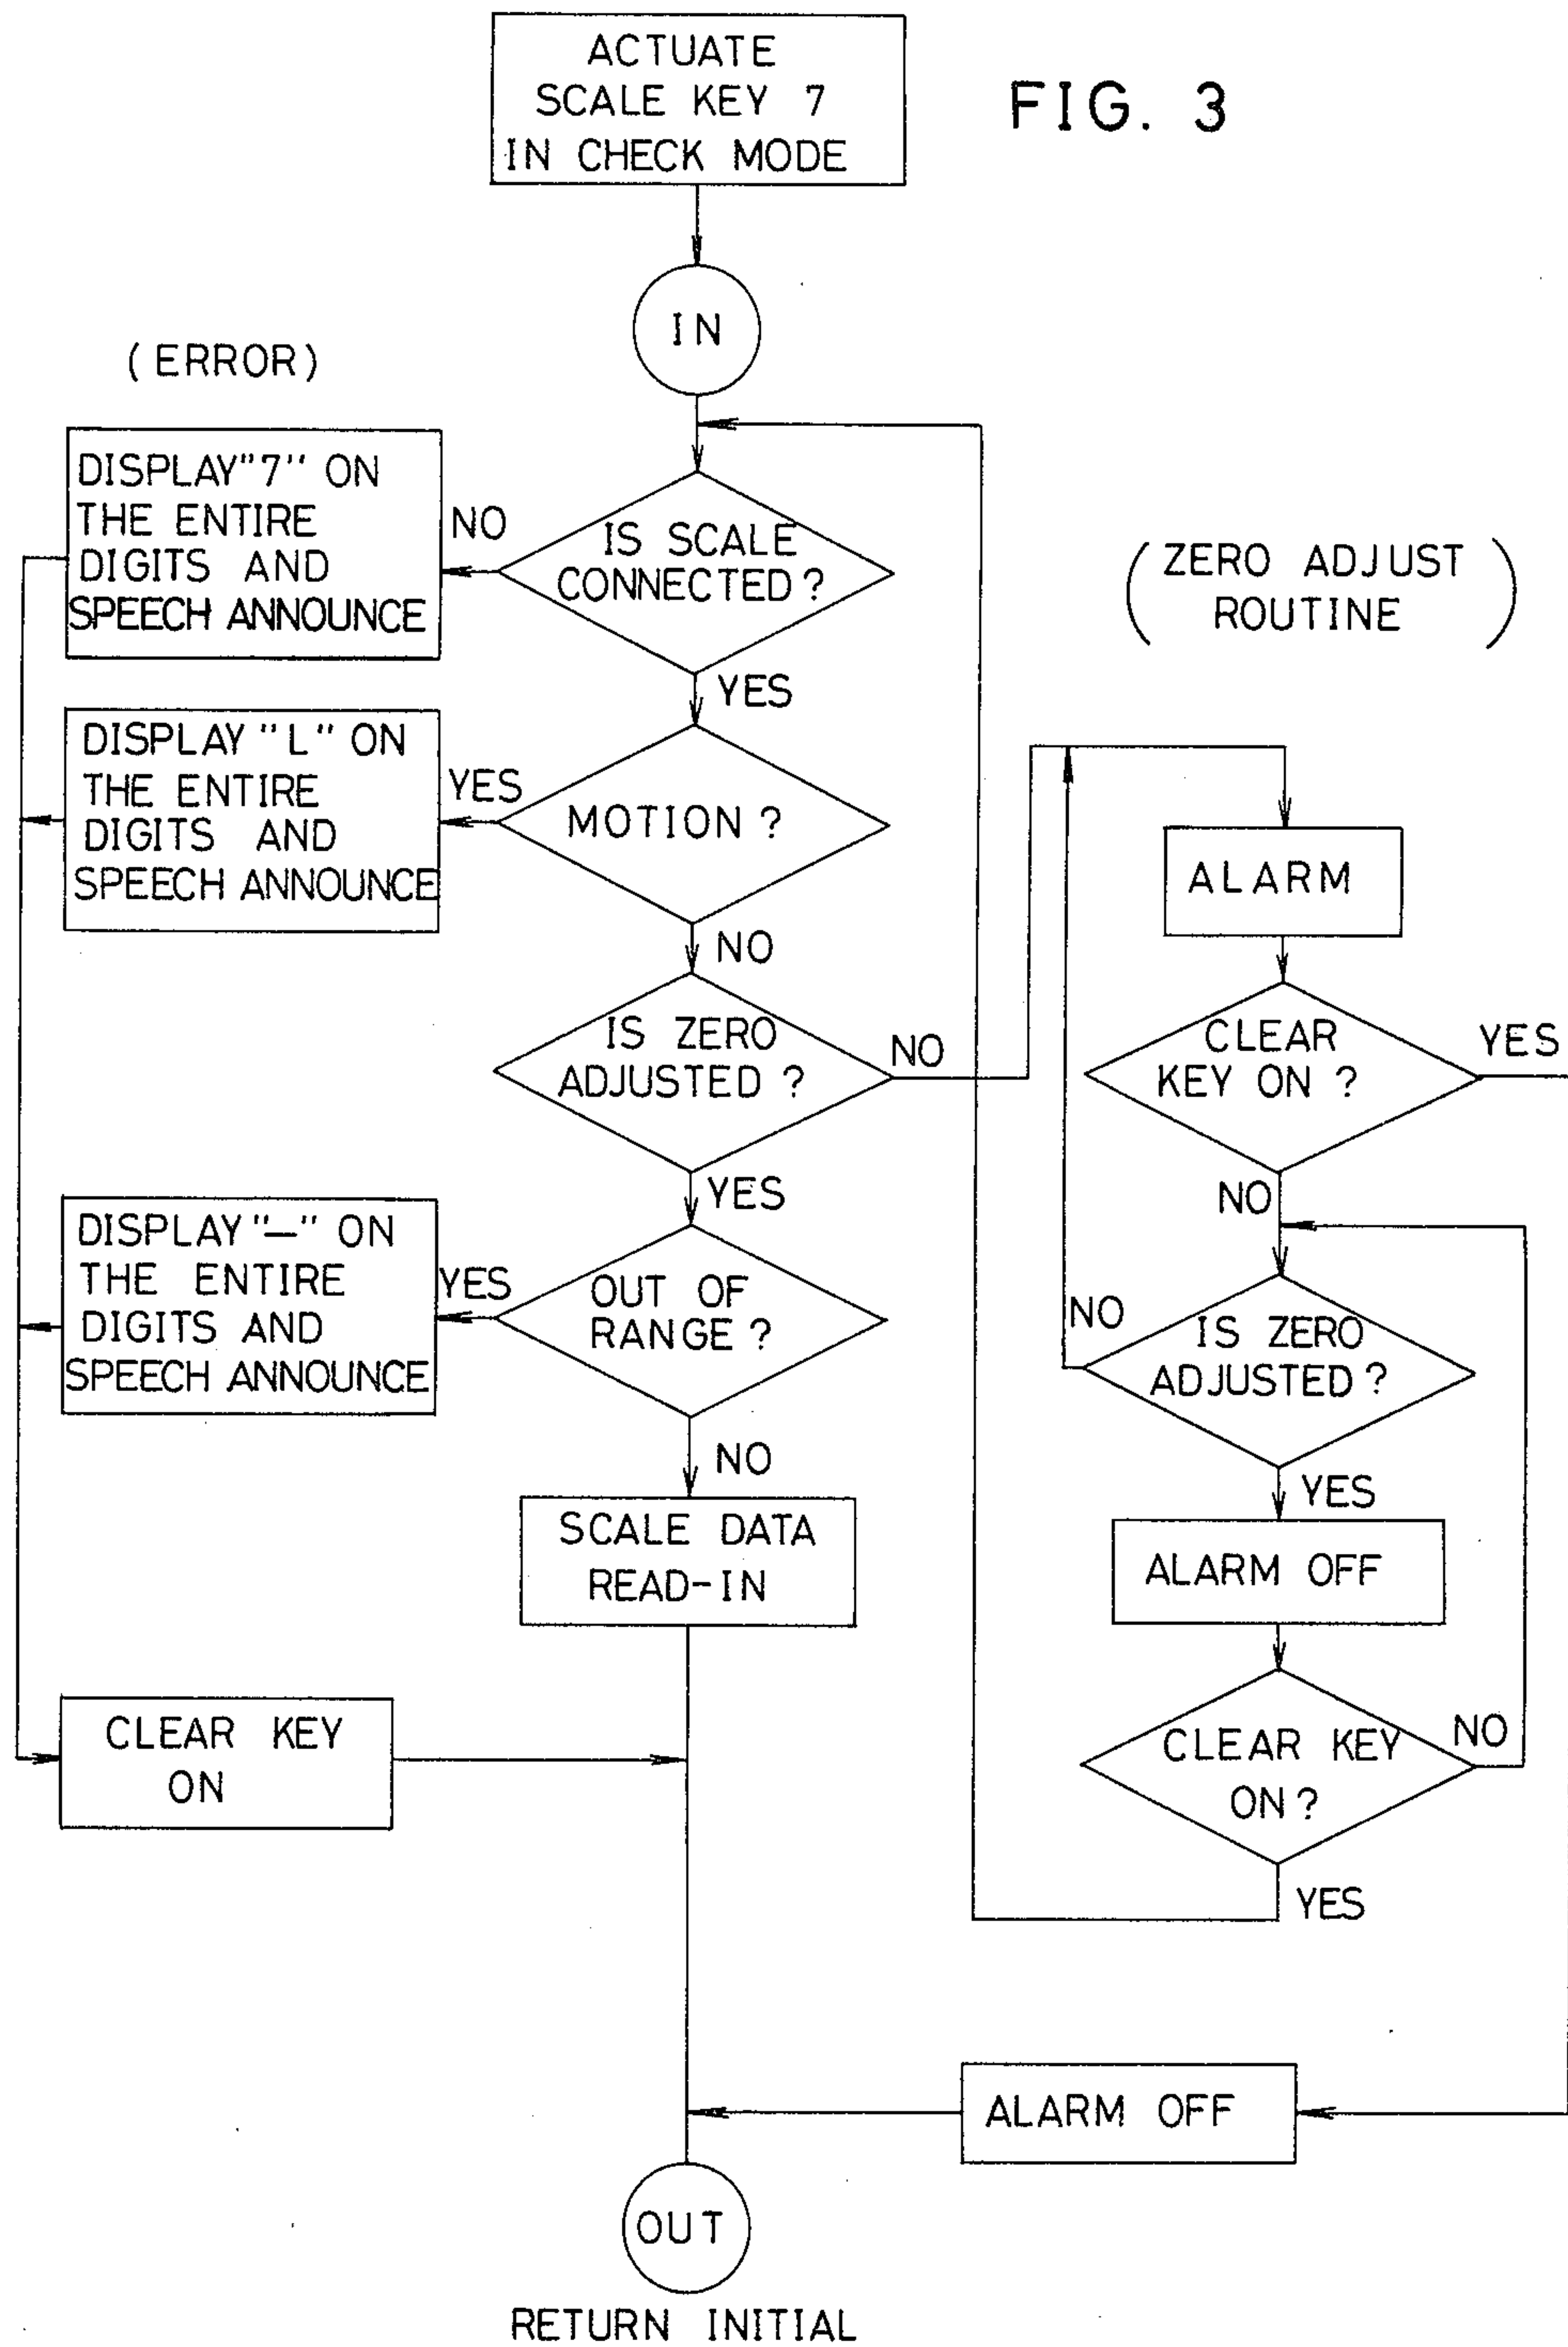 ACTUATE
SCALE KEY 7
IN CHECK MODE
FIG. 3
IN
(ERROR)
DISPLAY "7" ON
THE ENTIRE
DIGITS AND
SPEECH ANNOUNCE
NO
IS SCALE
CONNECTED?
(ZERO ADJUST
ROUTINE)
YES
DISPLAY "L" ON
THE ENTIRE
DIGITS AND
SPEECH ANNOUNCE
YES
MOTION?
ALARM
NO
IS ZERO
ADJUSTED?
NO
CLEAR
KEY ON?
YES
YES
NO
DISPLAY "—" ON
THE ENTIRE
DIGITS AND
SPEECH ANNOUNCE
YES
OUT OF
RANGE?
NO
IS ZERO
ADJUSTED?
NO
YES
SCALE DATA
READ-IN
ALARM OFF
CLEAR KEY
ON
CLEAR KEY
ON?
NO
YES
ALARM OFF
OUT
RETURN INITIAL